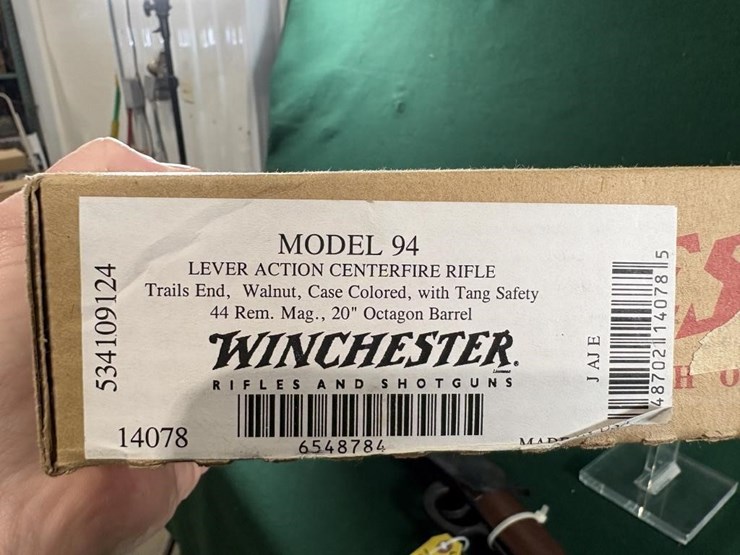 MODEL 94
LEVER ACTION CENTERFIRE RIFLE
Trails End, Walnut, Case Colored, with Tang Safety
44 Rem. Mag., 20" Octagon Barrel
WINCHESTER
RIFLES AND SHOTGUNS
534109124
14078
6548784
J AJ E
48702114078 5
H O